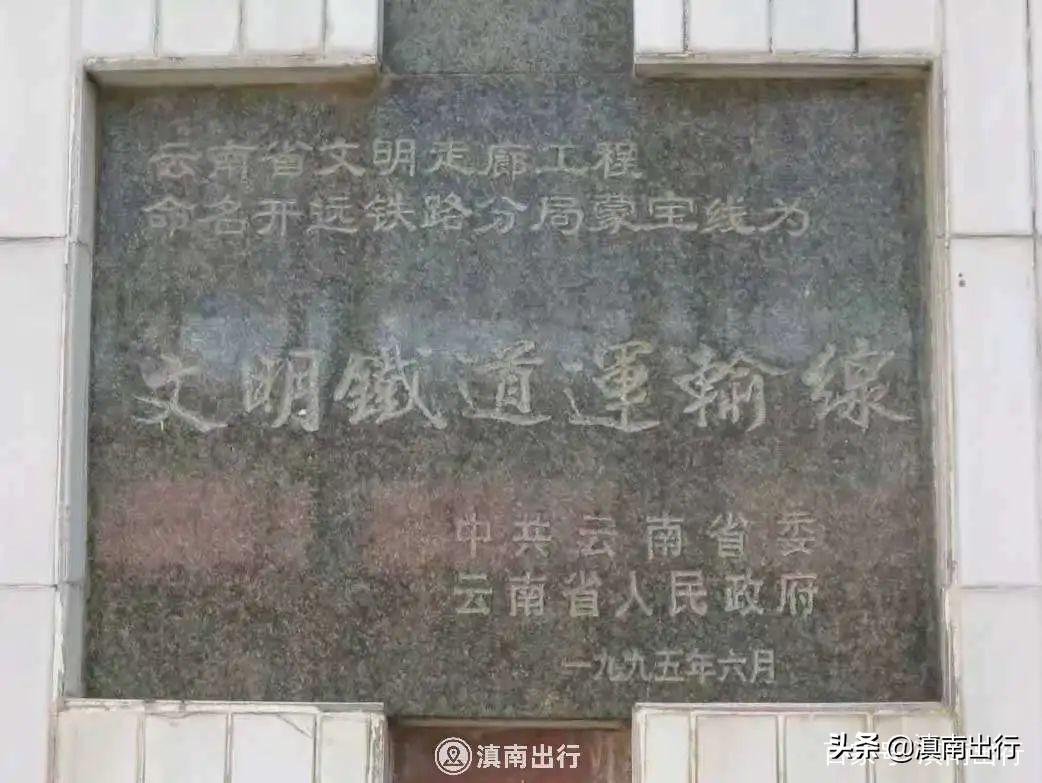 云南省文明走廊工程
命名开远铁路分局蒙宝线为
文明鐵道運輸線
中共云南省委
云南省人民政府
一九九五年六月
滇南出行
头条@滇南出行